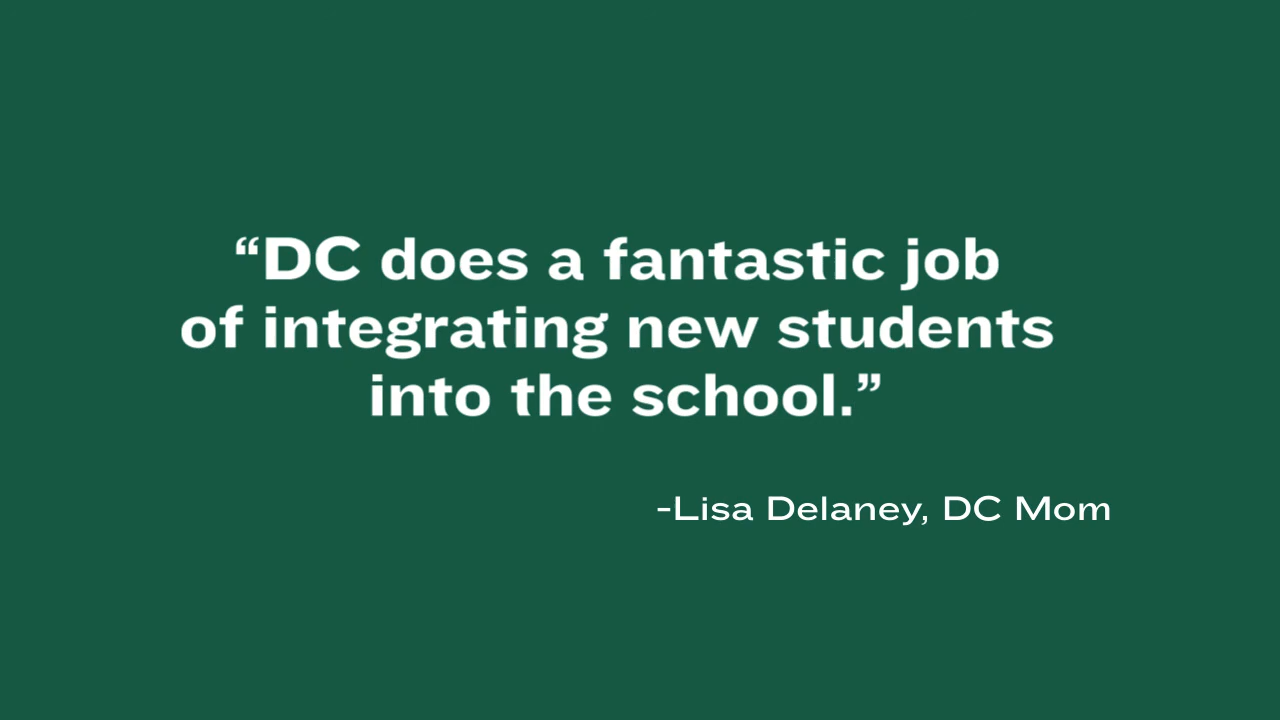 “DC does a fantastic job
of integrating new students
into the school.”
-Lisa Delaney, DC Mom